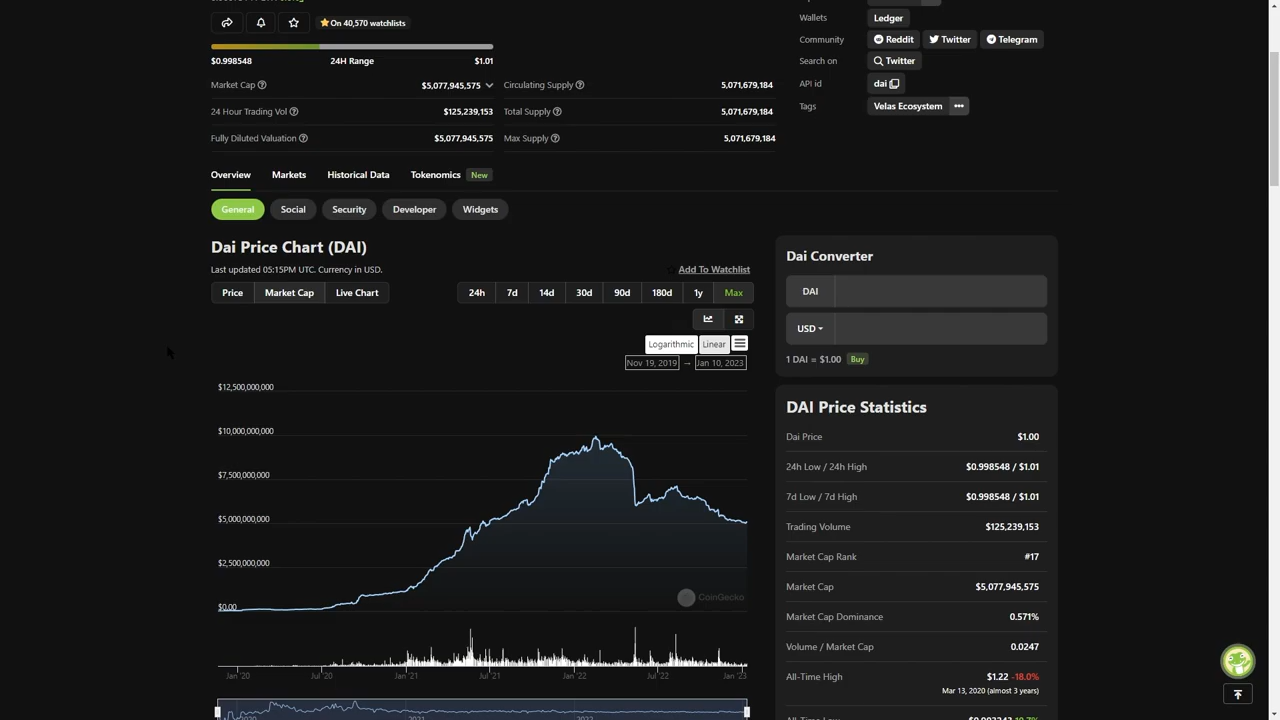 On 40,570 watchlists
$0.998548 24H Range $1.01
Market Cap $5,077,945,575 Circulating Supply 5,071,679,184
24 Hour Trading Vol $125,239,153 Total Supply 5,071,679,184
Fully Diluted Valuation $5,077,945,575 Max Supply 5,071,679,184
Wallets Ledger
Community Reddit Twitter Telegram
Search on Twitter
API id dai
Tags Velas Ecosystem •••
Overview Markets Historical Data Tokenomics New
General Social Security Developer Widgets
Dai Price Chart (DAI)
Last updated 05:15PM UTC. Currency in USD.
Add To Watchlist
Price Market Cap Live Chart 24h 7d 14d 30d 90d 180d 1y Max
Logarithmic Linear
Nov 19, 2019 → Jan 10, 2023
$12,500,000,000
$10,000,000,000
$7,500,000,000
$5,000,000,000
$2,500,000,000
$0.00
CoinGecko
Jan '20 Jul '20 Jan '21 Jul '21 Jan '22 Jul '22 Jan '23
2020 2021 2022
Dai Converter
DAI
USD
1 DAI = $1.00 Buy
DAI Price Statistics
Dai Price $1.00
24h Low / 24h High $0.998548 / $1.01
7d Low / 7d High $0.998548 / $1.01
Trading Volume $125,239,153
Market Cap Rank #17
Market Cap $5,077,945,575
Market Cap Dominance 0.571%
Volume / Market Cap 0.0247
All-Time High $1.22 -18.0%
Mar 13, 2020 (almost 3 years)